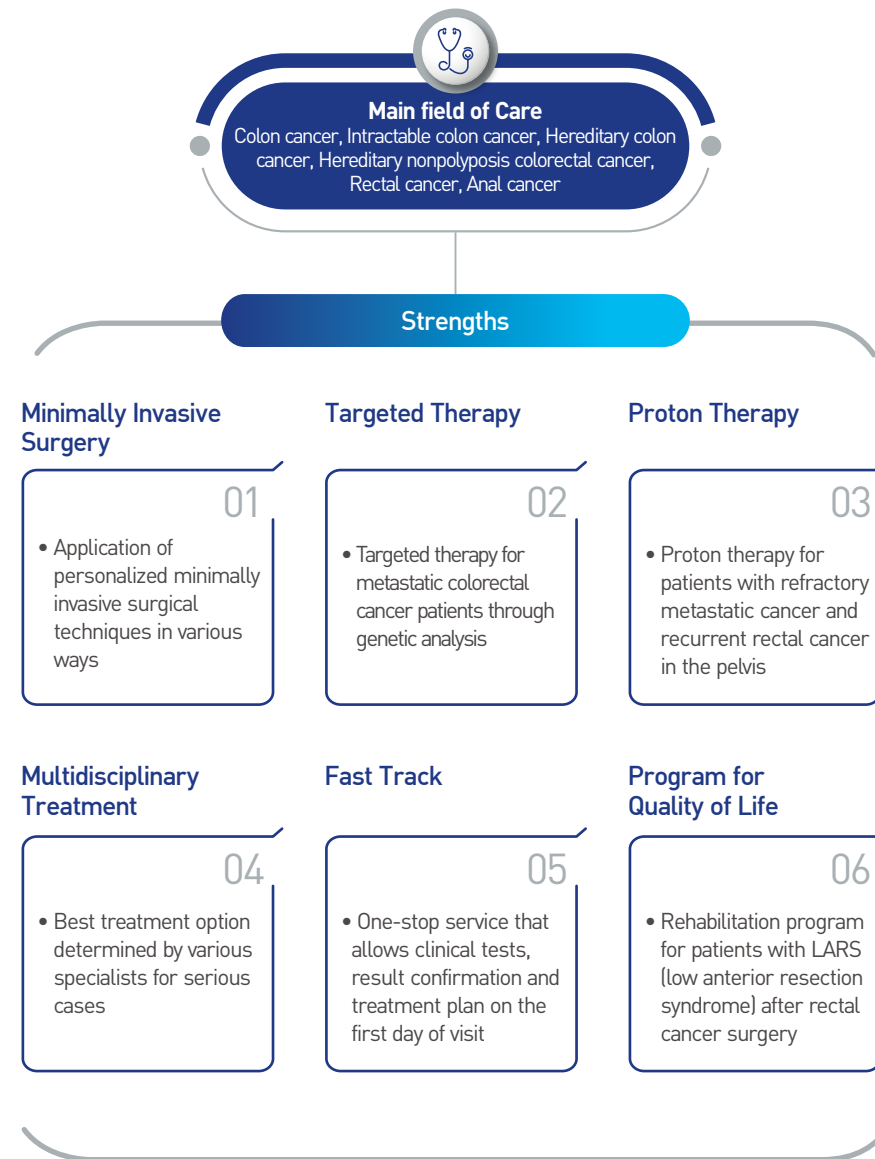 Main field of Care
Colon cancer, Intractable colon cancer, Hereditary colon
cancer, Hereditary nonpolyposis colorectal cancer,
Rectal cancer, Anal cancer
Strengths
Minimally Invasive
Surgery
01
• Application of
personalized minimally
invasive surgical
techniques in various
ways
Targeted Therapy
02
• Targeted therapy for
metastatic colorectal
cancer patients through
genetic analysis
Proton Therapy
03
• Proton therapy for
patients with refractory
metastatic cancer and
recurrent rectal cancer
in the pelvis
Multidisciplinary
Treatment
04
• Best treatment option
determined by various
specialists for serious
cases
Fast Track
05
• One-stop service that
allows clinical tests,
result confirmation and
treatment plan on the
first day of visit
Program for
Quality of Life
06
• Rehabilitation program
for patients with LARS
(low anterior resection
syndrome) after rectal
cancer surgery